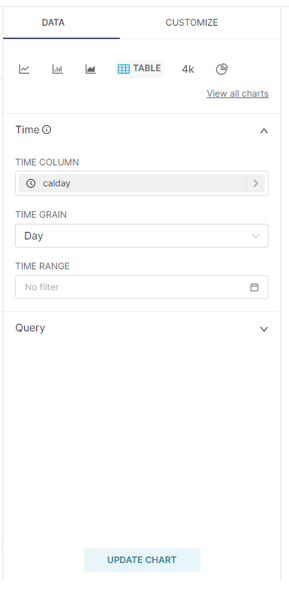 DATA CUSTOMIZE
TABLE 4k
View all charts
Time
TIME COLUMN
calday
TIME GRAIN
Day
TIME RANGE
No filter
Query
UPDATE CHART